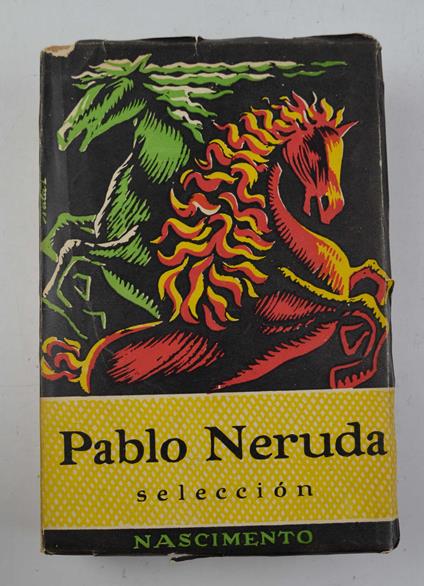 Pablo Neruda
selección
NASCIMENTO